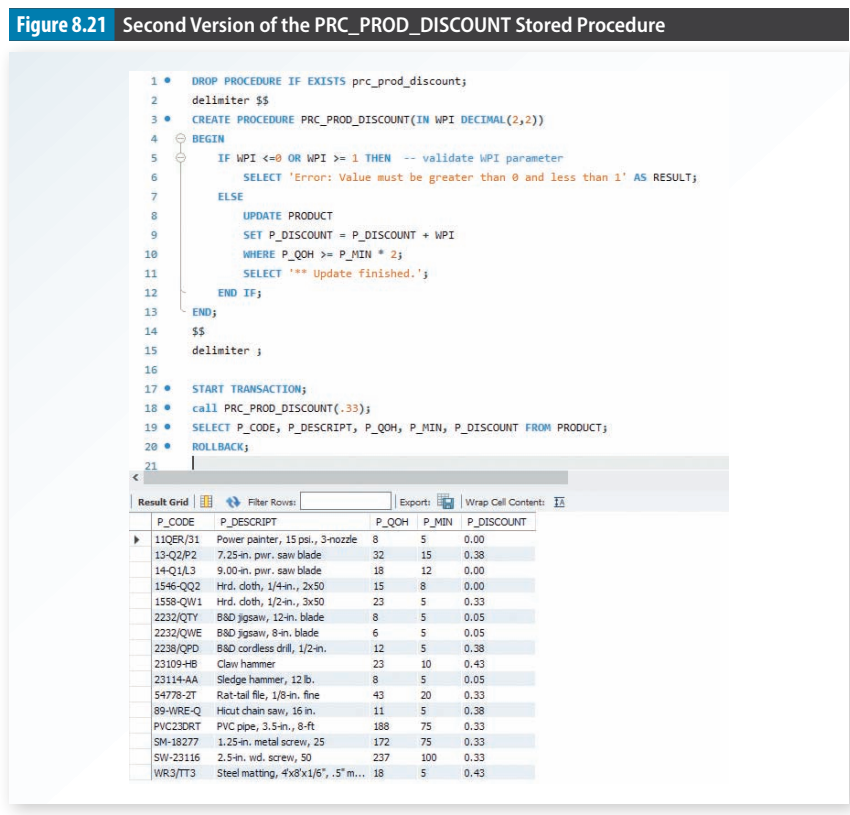 Figure 8.21 Second Version of the PRC_PROD_DISCOUNT Stored Procedure
1 DROP PROCEDURE IF EXISTS prc_prod_discount;
2 delimiter $$
3 CREATE PROCEDURE PRC_PROD_DISCOUNT(IN WPI DECIMAL(2,2))
4 BEGIN
5 IF WPI <=0 OR WPI >= 1 THEN -- validate WPI parameter
6 SELECT 'Error: Value must be greater than 0 and less than 1' AS RESULT;
7 ELSE
8 UPDATE PRODUCT
9 SET P_DISCOUNT = P_DISCOUNT + WPI
10 WHERE P_QOH >= P_MIN * 2;
11 SELECT '** Update finished.';
12 END IF;
13 END;
14 $$
15 delimiter ;
16
17 START TRANSACTION;
18 call PRC_PROD_DISCOUNT(.33);
19 SELECT P_CODE, P_DESCRIPT, P_QOH, P_MIN, P_DISCOUNT FROM PRODUCT;
20 ROLLBACK;
21
Result Grid Filter Rows: Export: Wrap Cell Content: IA
P_CODE P_DESCRIPT P_QOH P_MIN P_DISCOUNT
11QER/31 Power painter, 15 psi., 3-nozzle 8 5 0.00
13-Q2/P2 7.25-in. pwr. saw blade 32 15 0.38
14-Q1/L3 9.00-in. pwr. saw blade 18 12 0.00
1546-QQ2 Hrd. cloth, 1/4-in., 2x50 15 8 0.00
1558-QW1 Hrd. cloth, 1/2-in., 3x50 23 5 0.33
2232/QTY B&D jigsaw, 12-in. blade 8 5 0.05
2232/QWE B&D jigsaw, 8-in. blade 6 5 0.05
2238/QPD B&D cordless drill, 1/2-in. 12 5 0.38
23109-HB Claw hammer 23 10 0.43
23114-AA Sledge hammer, 12 lb. 8 5 0.05
54778-2T Rat-tail file, 1/8-in. fine 43 20 0.33
89-WRE-Q Hicut chain saw, 16 in. 11 5 0.38
PVC23DRT PVC pipe, 3.5-in., 8-ft 188 75 0.33
SM-18277 1.25-in. metal screw, 25 172 75 0.33
SW-23116 2.5-in. wd. screw, 50 237 100 0.33
WR3/TT3 Steel matting, 4'x8'x1/6", .5" m... 18 5 0.43